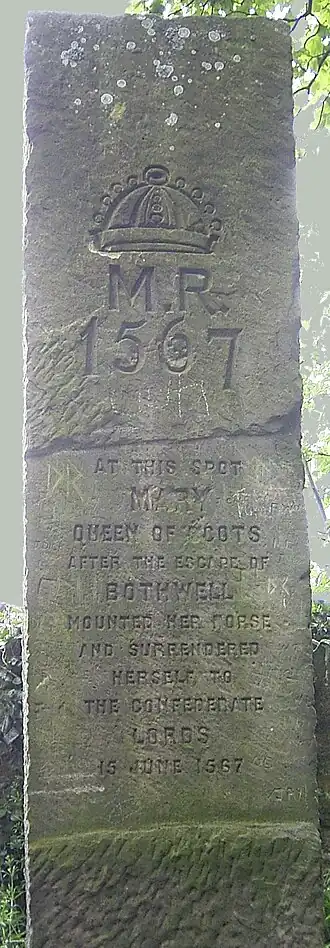 M.R.
1567
AT THIS SPOT
MARY
QUEEN OF SCOTS
AFTER THE ESCAPE OF
BOTHWELL
MOUNTED HER HORSE
AND SURRENDERED
HERSELF TO
THE CONFEDERATE
LORDS
15 JUNE 1567